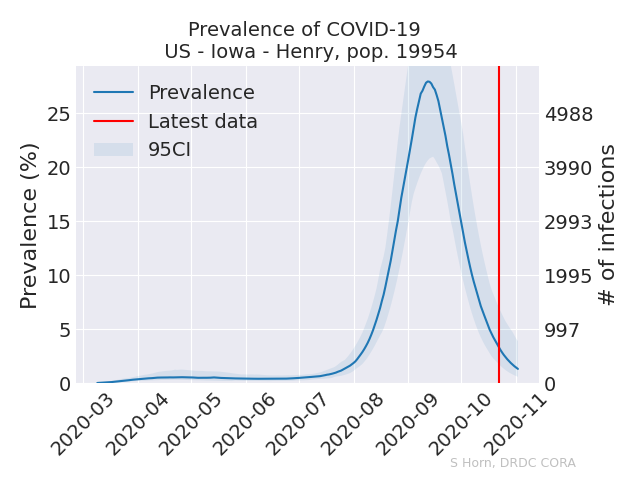 Prevalence of COVID-19
US - Iowa - Henry, pop. 19954
Prevalence
Latest data
95CI
Prevalence (%)
25
20
15
10
5
0
4988
3990
2993
1995
997
0
# of infections
2020-03
2020-04
2020-05
2020-06
2020-07
2020-08
2020-09
2020-10
2020-11
S Horn, DRDC CORA